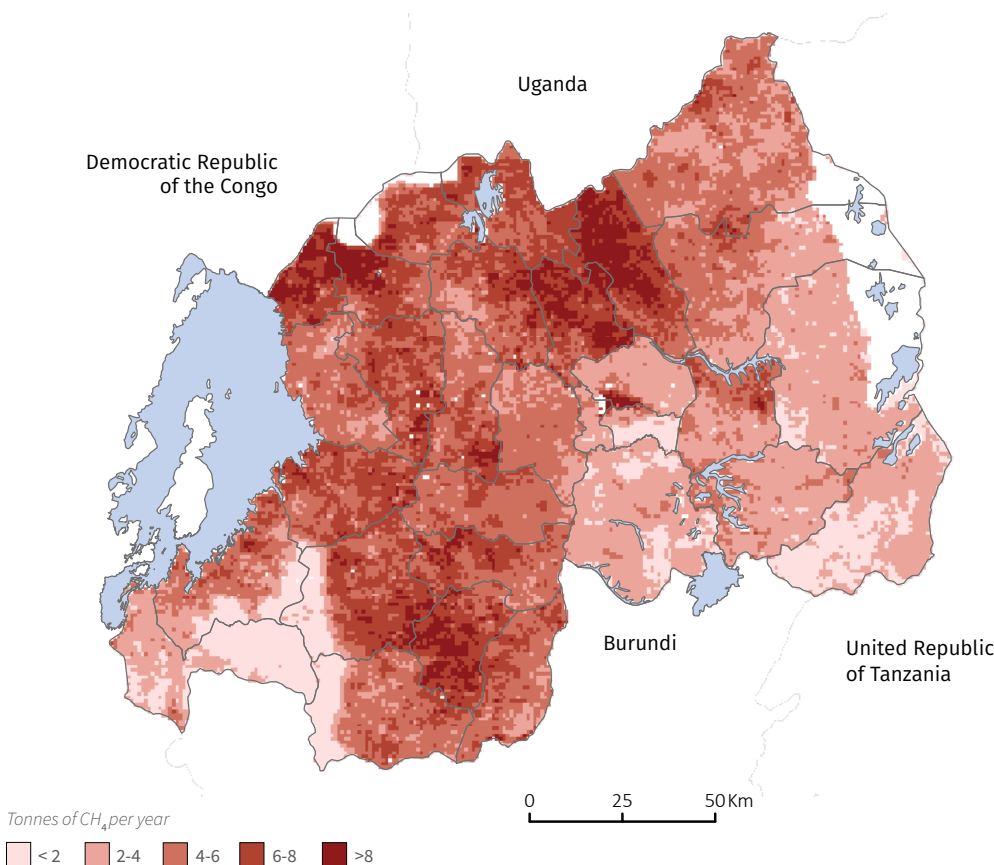 Uganda
Democratic Republic
of the Congo
Burundi
United Republic
of Tanzania
0 25 50 Km
Tonnes of CH₄ per year
< 2 2-4 4-6 6-8 >8